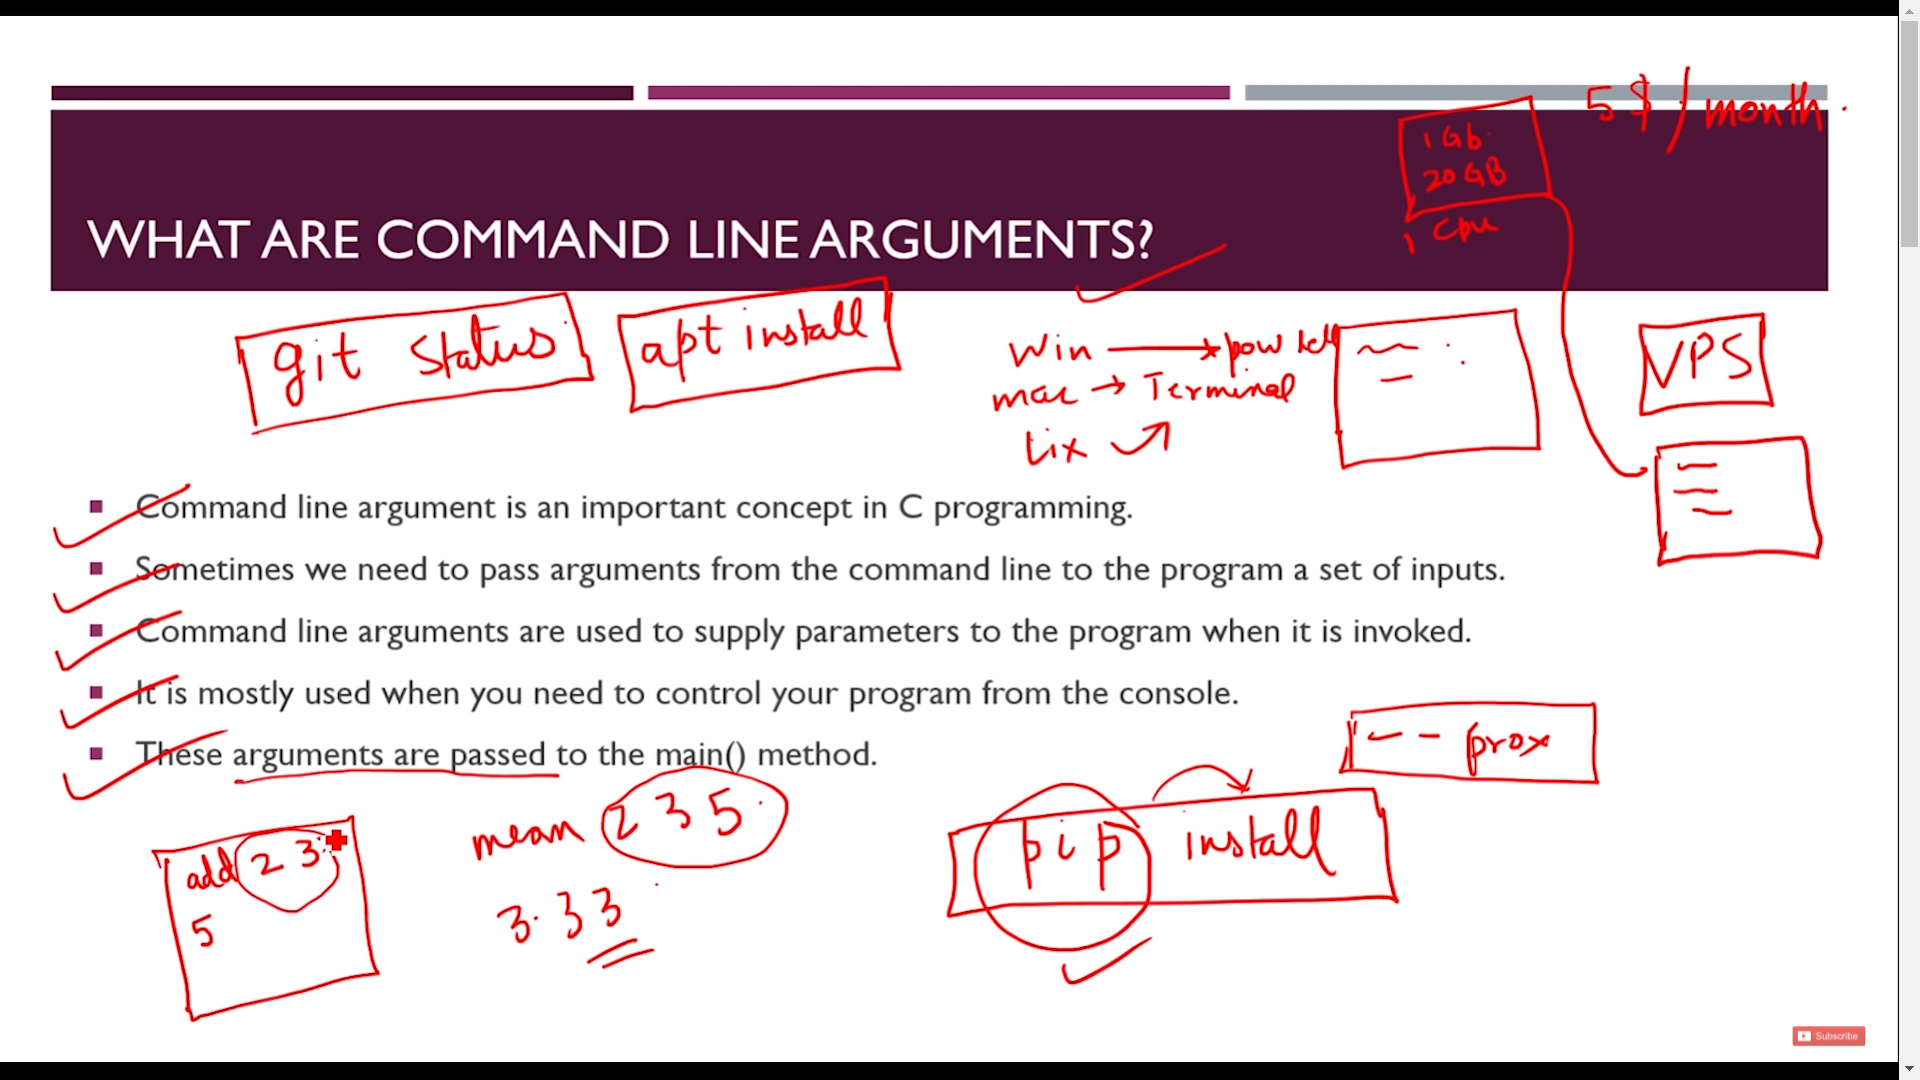 5 $ / month.
1 Gb.
20 GB
1 Cpu
WHAT ARE COMMAND LINE ARGUMENTS?
git status
apt install
Win → pow
mac → Terminal
VPS
▪ Command line argument is an important concept in C programming.
▪ Sometimes we need to pass arguments from the command line to the program a set of inputs.
▪ Command line arguments are used to supply parameters to the program when it is invoked.
▪ It is mostly used when you need to control your program from the console.
▪ These arguments are passed to the main() method.
-- prox
add 2 3
5
mean 2 3 5.
3.33
pip install
Subscribe